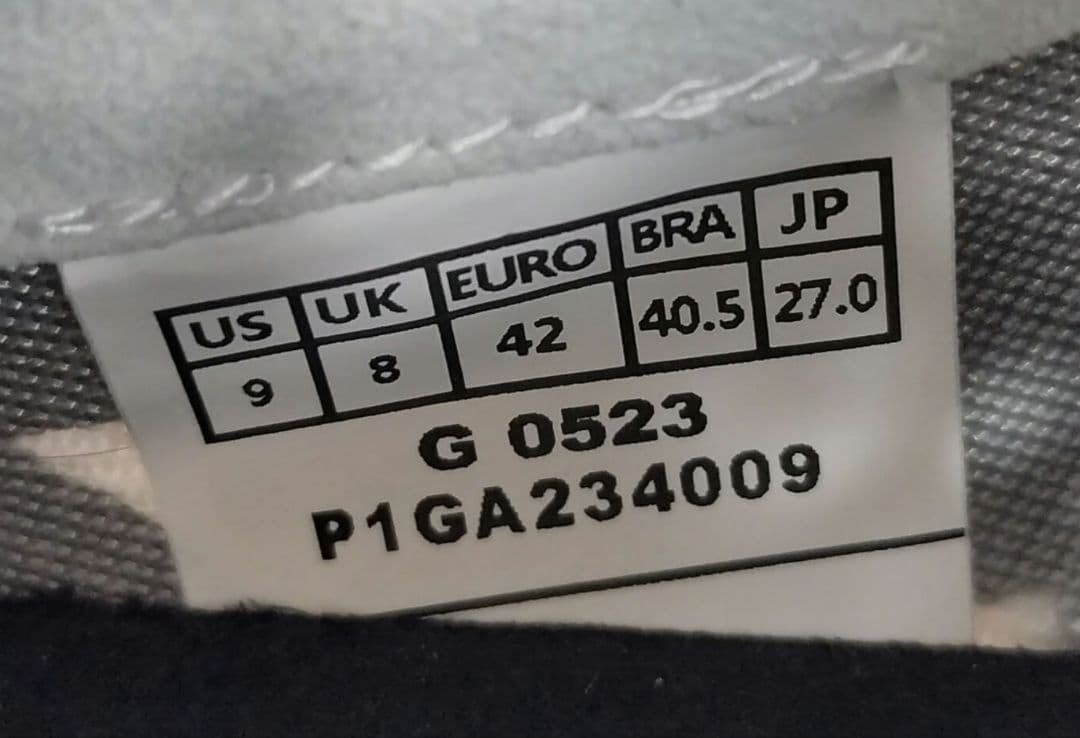 US UK EURO BRA JP
9 8 42 40.5 27.0
G 0523
P1GA234009